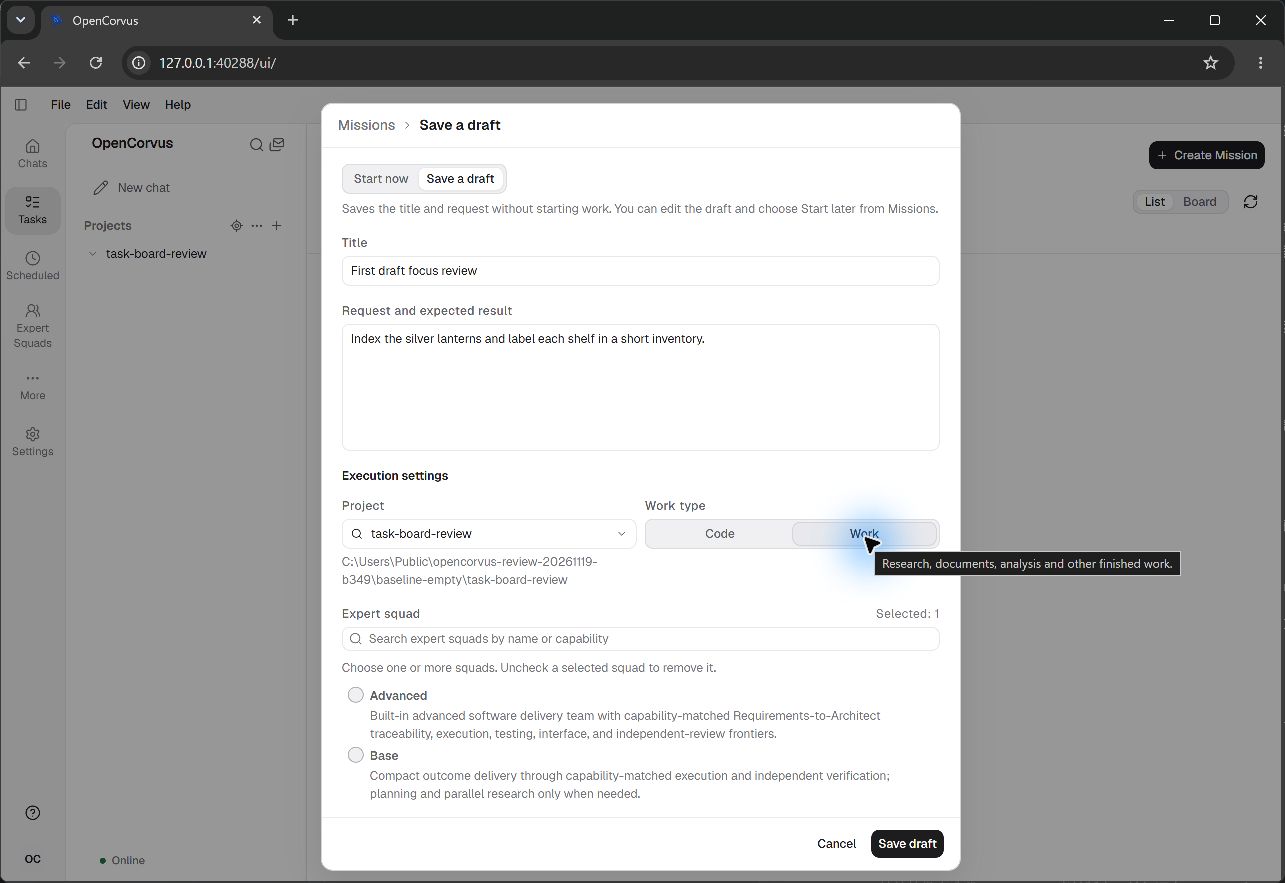 OpenCorvus
127.0.0.1:40288/ui/
File Edit View Help
Chats
Tasks
Scheduled
Expert
Squads
More
Settings
OC
OpenCorvus
New chat
Projects
task-board-review
Online
Create Mission
List Board
Missions > Save a draft
Start now Save a draft
Saves the title and request without starting work. You can edit the draft and choose Start later from Missions.
Title
First draft focus review
Request and expected result
Index the silver lanterns and label each shelf in a short inventory.
Execution settings
Project
task-board-review
C:\Users\Public\opencorvus-review-20261119-
b349\baseline-empty\task-board-review
Work type
Code Work
Research, documents, analysis and other finished work.
Expert squad Selected: 1
Search expert squads by name or capability
Choose one or more squads. Uncheck a selected squad to remove it.
Advanced
Built-in advanced software delivery team with capability-matched Requirements-to-Architect
traceability, execution, testing, interface, and independent-review frontiers.
Base
Compact outcome delivery through capability-matched execution and independent verification;
planning and parallel research only when needed.
Cancel Save draft